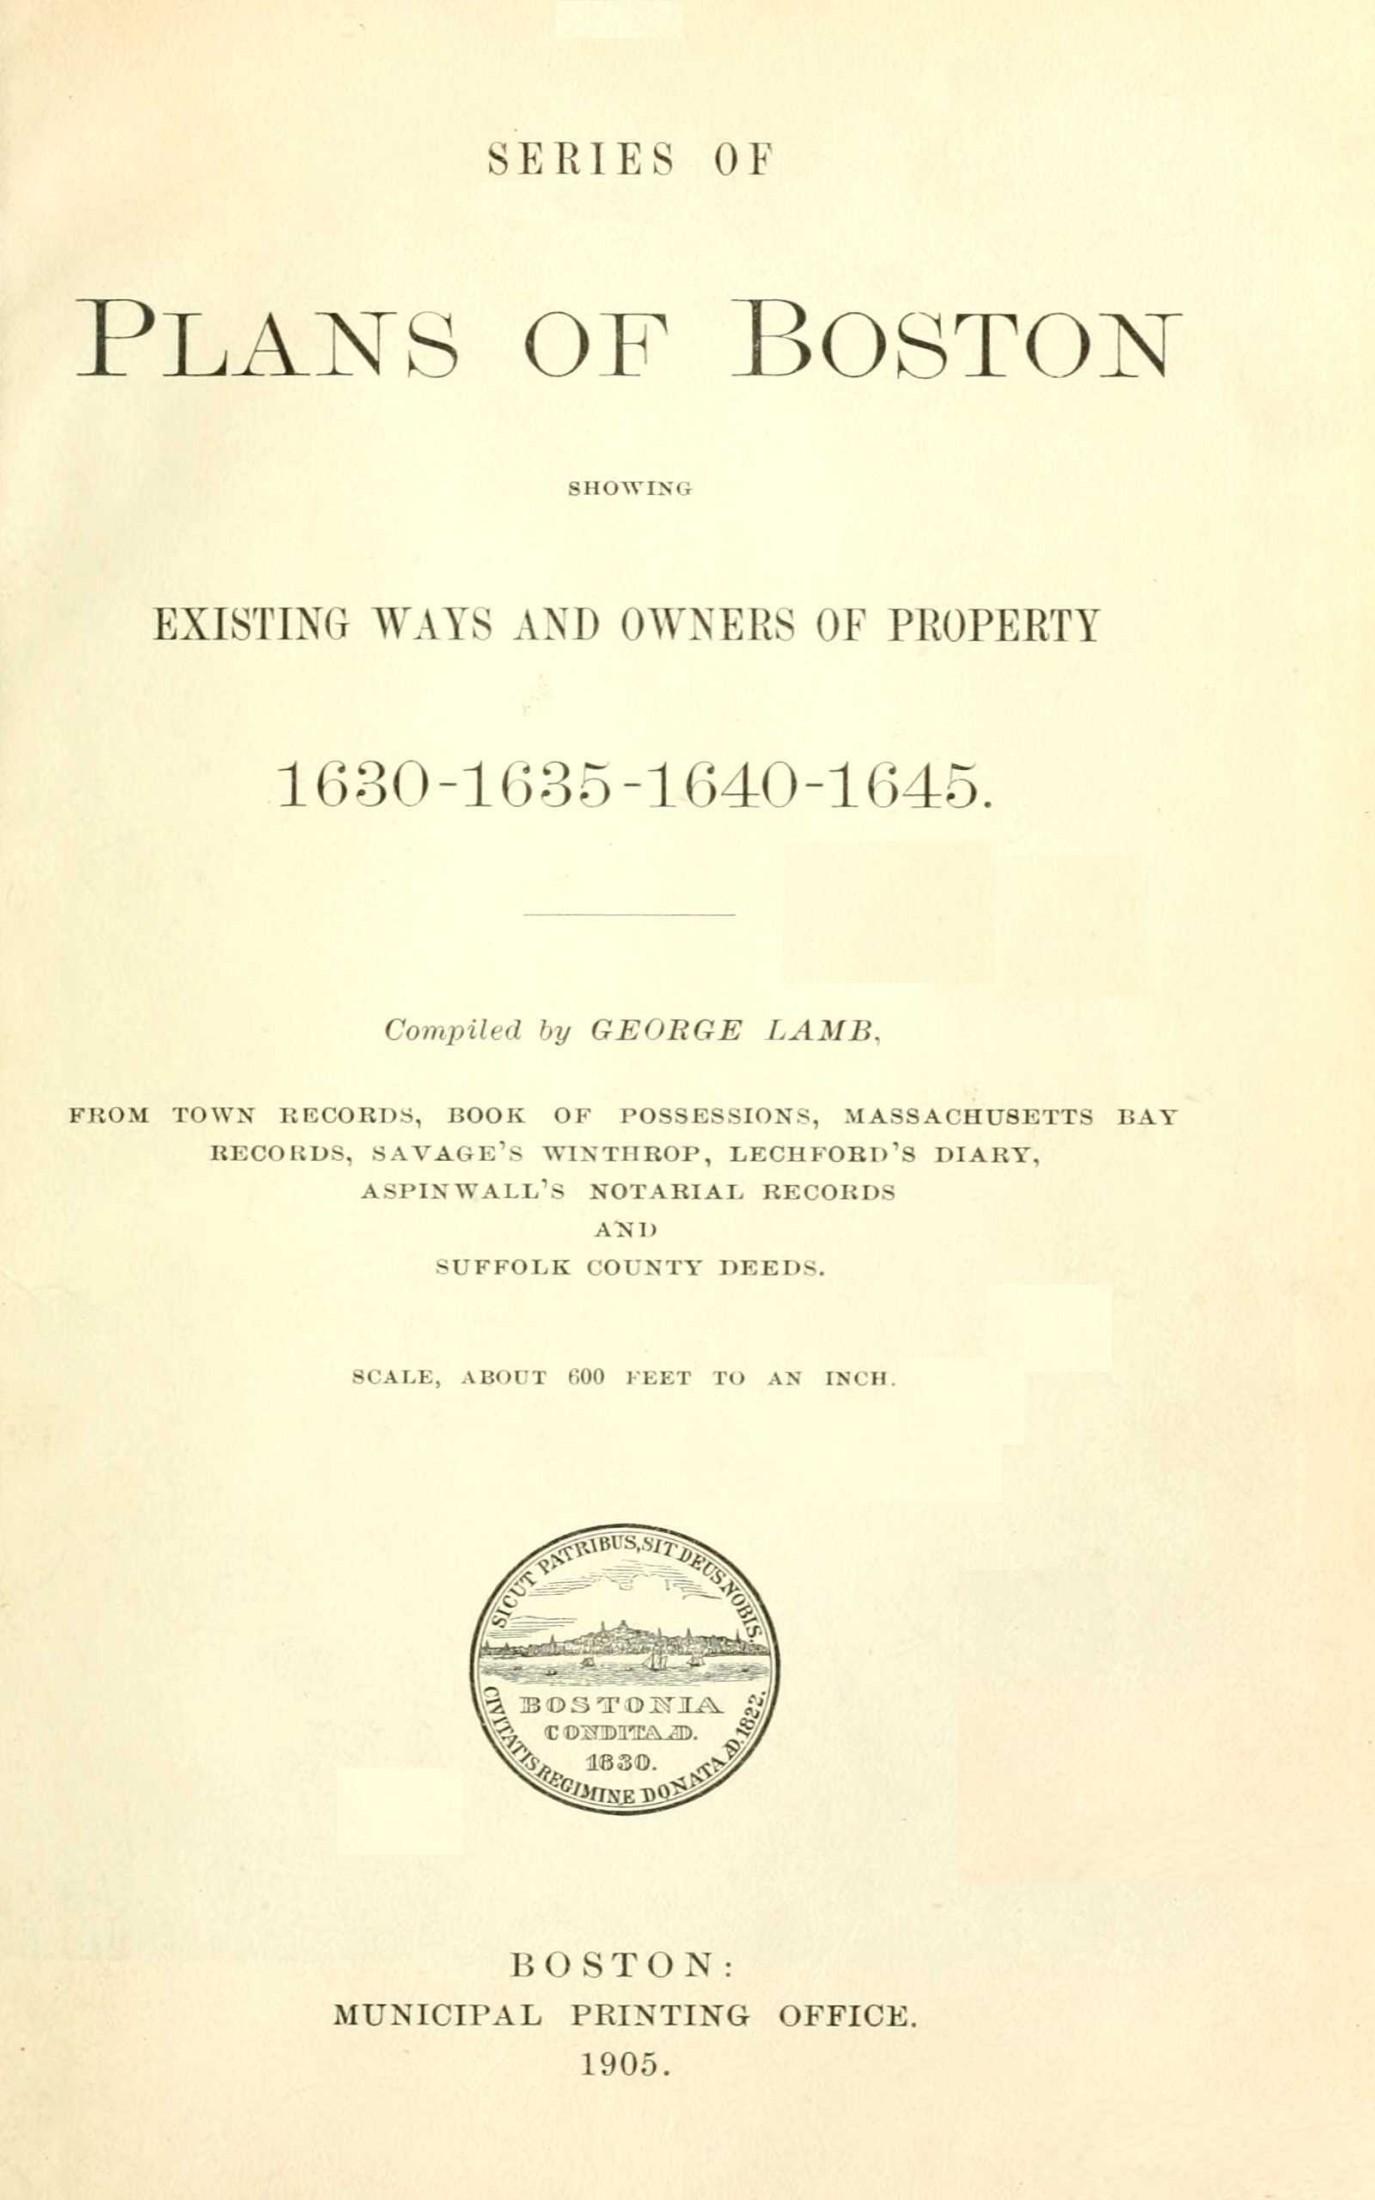 SERIES OF
PLANS OF BOSTON
SHOWING
EXISTING WAYS AND OWNERS OF PROPERTY
1630-1635-1640-1645.
Compiled by GEORGE LAMB,
FROM TOWN RECORDS, BOOK OF POSSESSIONS, MASSACHUSETTS BAY
RECORDS, SAVAGE'S WINTHROP, LECHFORD'S DIARY,
ASPINWALL'S NOTARIAL RECORDS
AND
SUFFOLK COUNTY DEEDS.
SCALE, ABOUT 600 FEET TO AN INCH.
SICUT PATRIBUS, SIT DEUS NOBIS.
BOSTONIA
CONDITA AD.
1630.
CIVITATIS REGIMINE DONATA AD. 1822.
BOSTON:
MUNICIPAL PRINTING OFFICE.
1905.